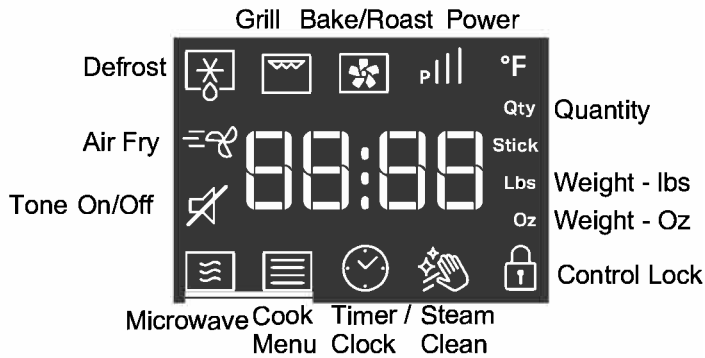 Grill Bake/Roast Power
Defrost
°F
P
Qty Quantity
Air Fry
88:88
Stick
Lbs Weight - lbs
Tone On/Off
Oz Weight - Oz
Control Lock
Microwave Cook Timer / Steam
Menu Clock Clean